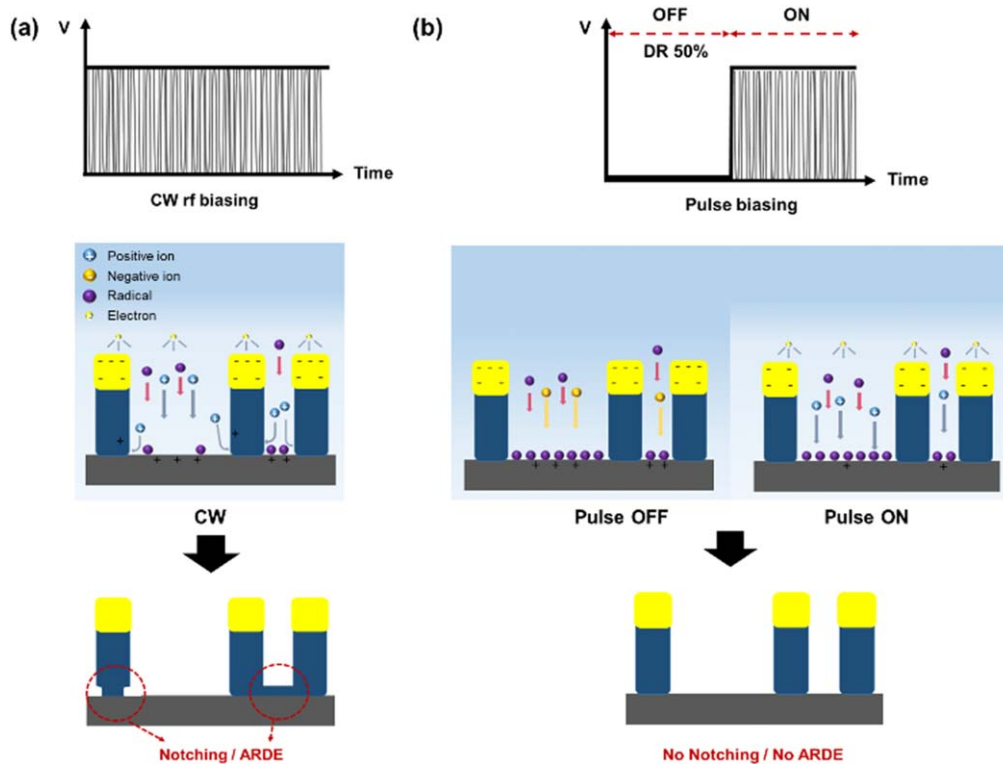 (a)
V
Time
CW rf biasing
(b)
V
OFF
ON
DR 50%
Time
Pulse biasing
Positive ion
Negative ion
Radical
Electron
CW
Pulse OFF
Pulse ON
Notching / ARDE
No Notching / No ARDE